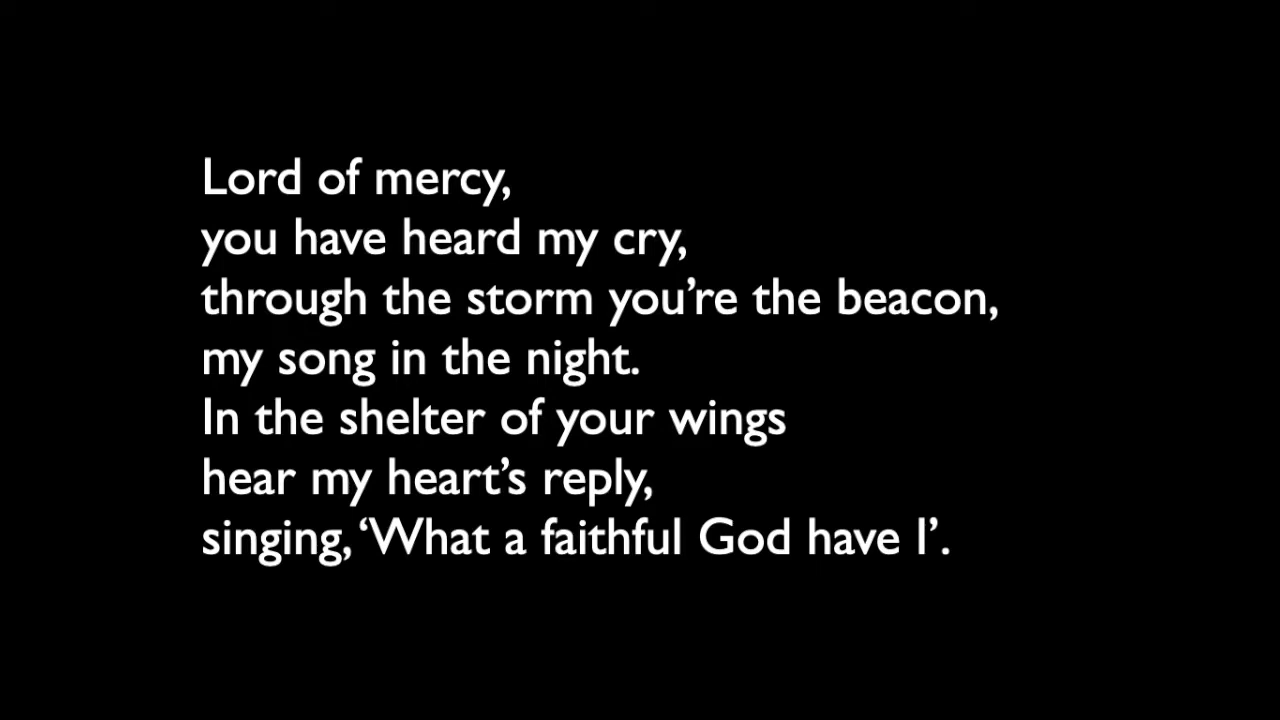 Lord of mercy,
you have heard my cry,
through the storm you’re the beacon,
my song in the night.
In the shelter of your wings
hear my heart’s reply,
singing, ‘What a faithful God have I’.